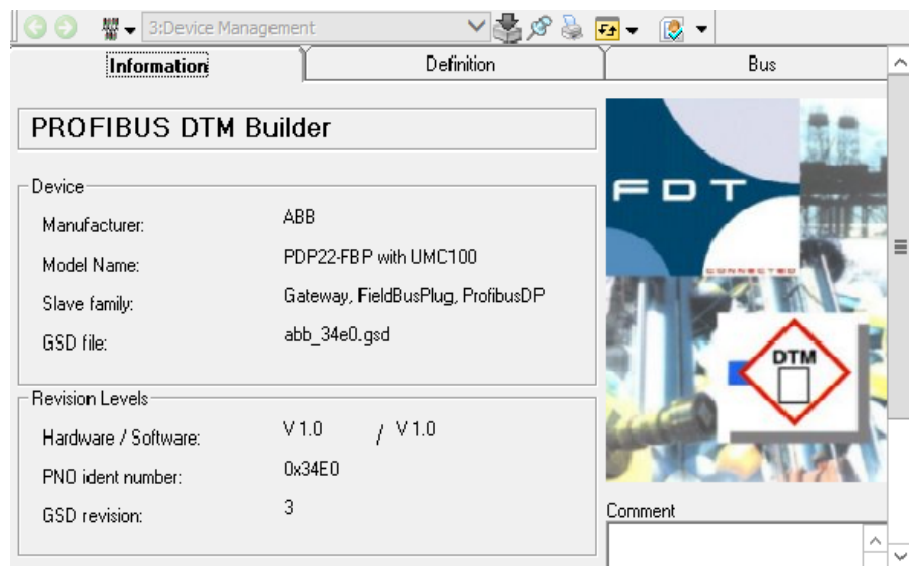 3:Device Management
Information Definition Bus
PROFIBUS DTM Builder
Device
Manufacturer: ABB
Model Name: PDP22-FBP with UMC100
Slave family: Gateway, FieldBusPlug, ProfibusDP
GSD file: abb_34e0.gsd
Revision Levels
Hardware / Software: V 1.0 / V 1.0
PNO ident number: 0x34E0
GSD revision: 3
FDT
CONNECTED
DTM
Comment